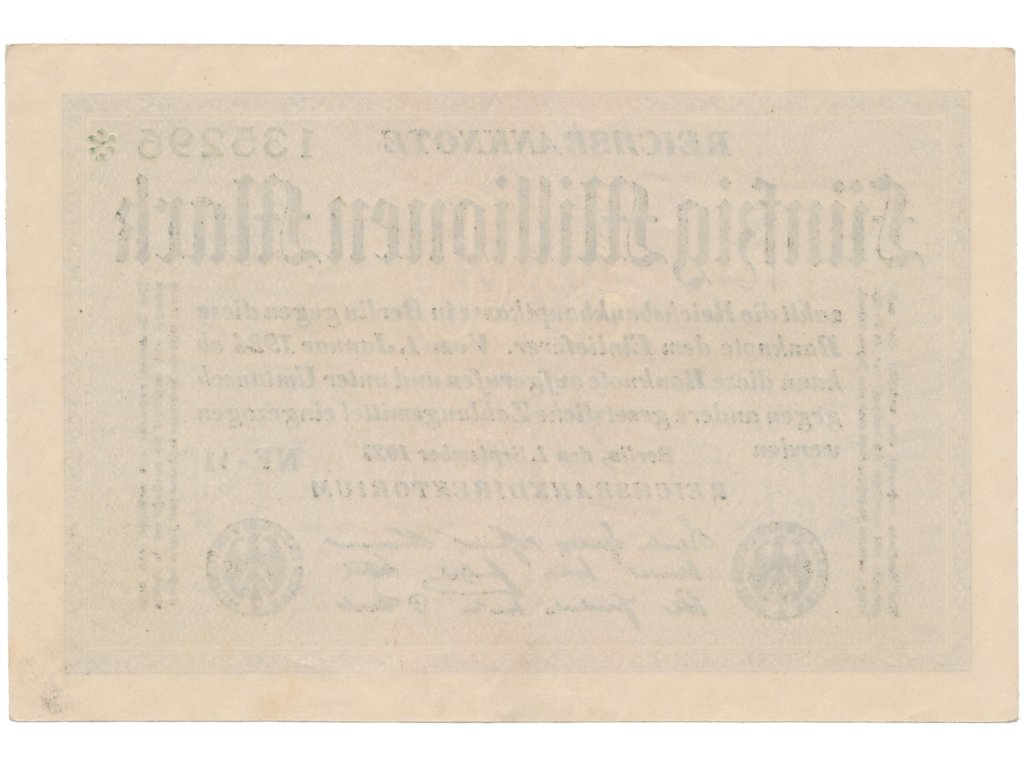 REICHSBANKNOTE 135296 *
Fünfzig Millionen Mark
zahlt die Reichsbankhauptkasse in Berlin gegen diese
Banknote dem Einlieferer. Vom 1. Januar 1924 ab
kann diese Banknote aufgerufen und unter Umtausch
gegen andere gesetzliche Zahlungsmittel eingezogen
werden
Berlin, den 1. September 1923
REICHSBANKDIREKTORIUM